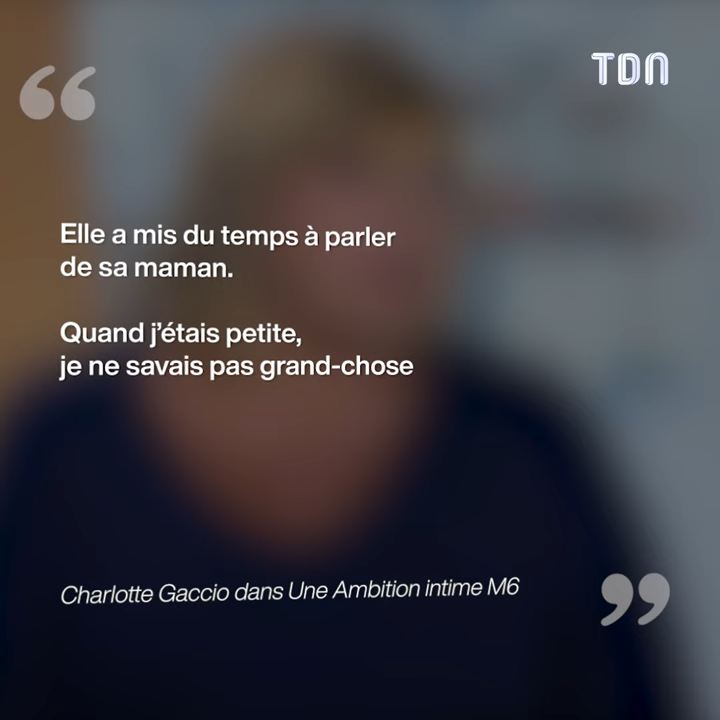 TDN
“
Elle a mis du temps à parler
de sa maman.
Quand j’étais petite,
je ne savais pas grand-chose
Charlotte Gaccio dans Une Ambition intime M6
”